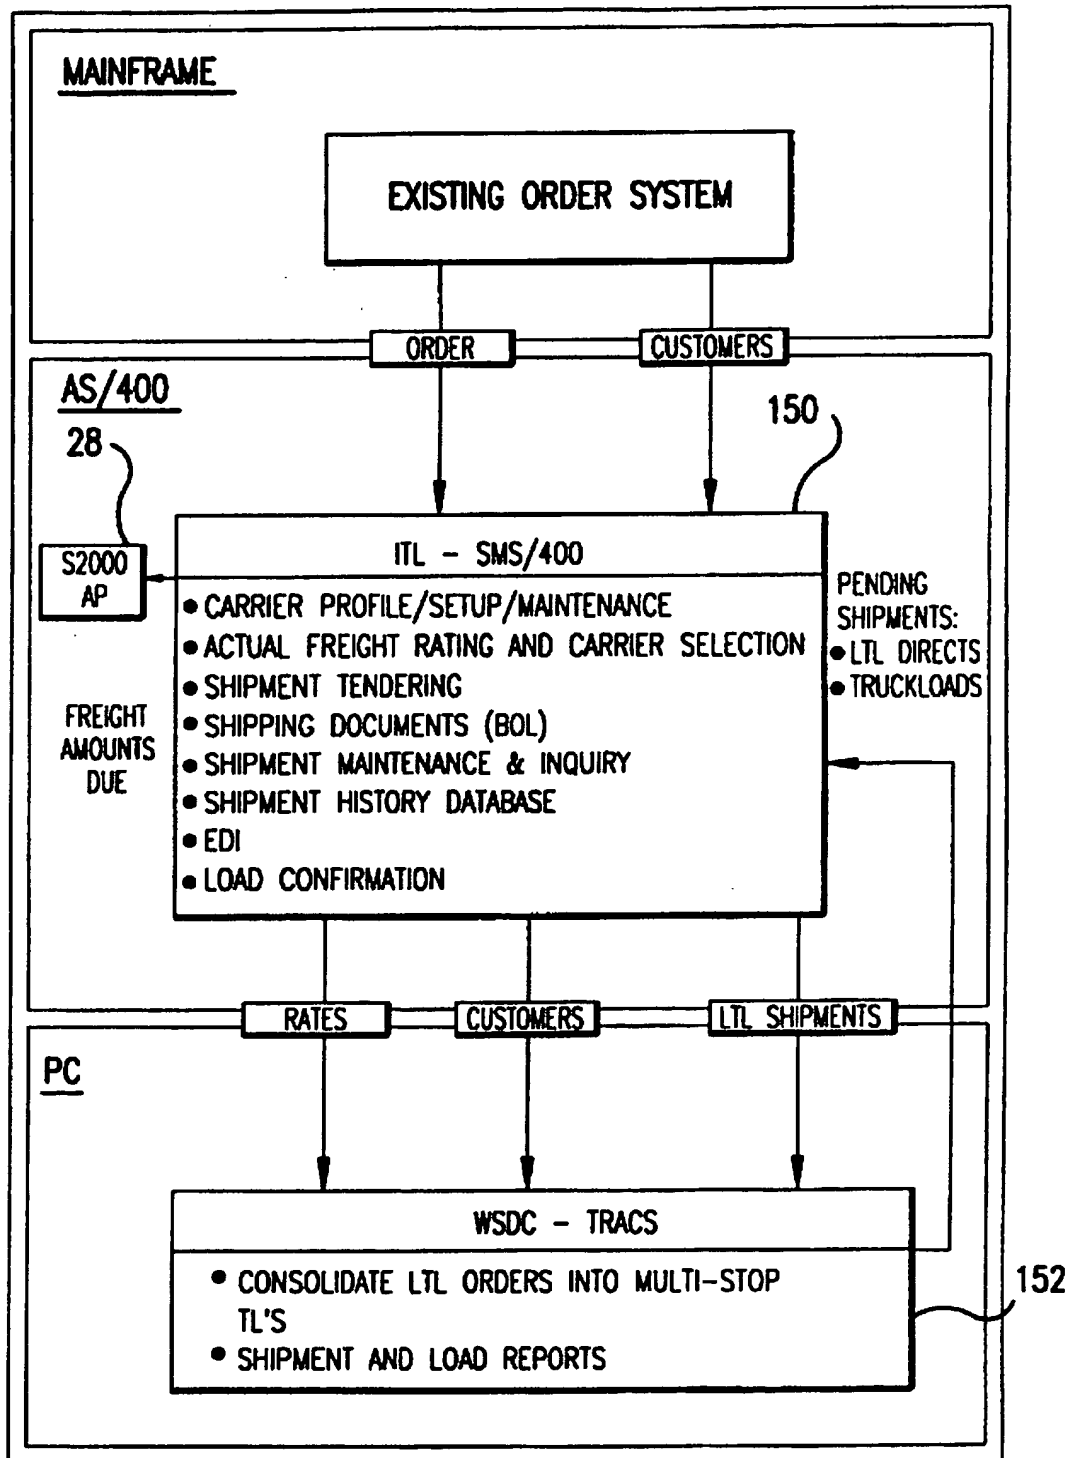 MAINFRAME
EXISTING ORDER SYSTEM
ORDER
CUSTOMERS
AS/400
28
150
S2000
AP
ITL - SMS/400
• CARRIER PROFILE/SETUP/MAINTENANCE
• ACTUAL FREIGHT RATING AND CARRIER SELECTION
• SHIPMENT TENDERING
• SHIPPING DOCUMENTS (BOL)
• SHIPMENT MAINTENANCE & INQUIRY
• SHIPMENT HISTORY DATABASE
• EDI
• LOAD CONFIRMATION
PENDING
SHIPMENTS:
• LTL DIRECTS
• TRUCKLOADS
FREIGHT
AMOUNTS
DUE
RATES
CUSTOMERS
LTL SHIPMENTS
PC
WSDC - TRACS
• CONSOLIDATE LTL ORDERS INTO MULTI-STOP
TL'S
• SHIPMENT AND LOAD REPORTS
152